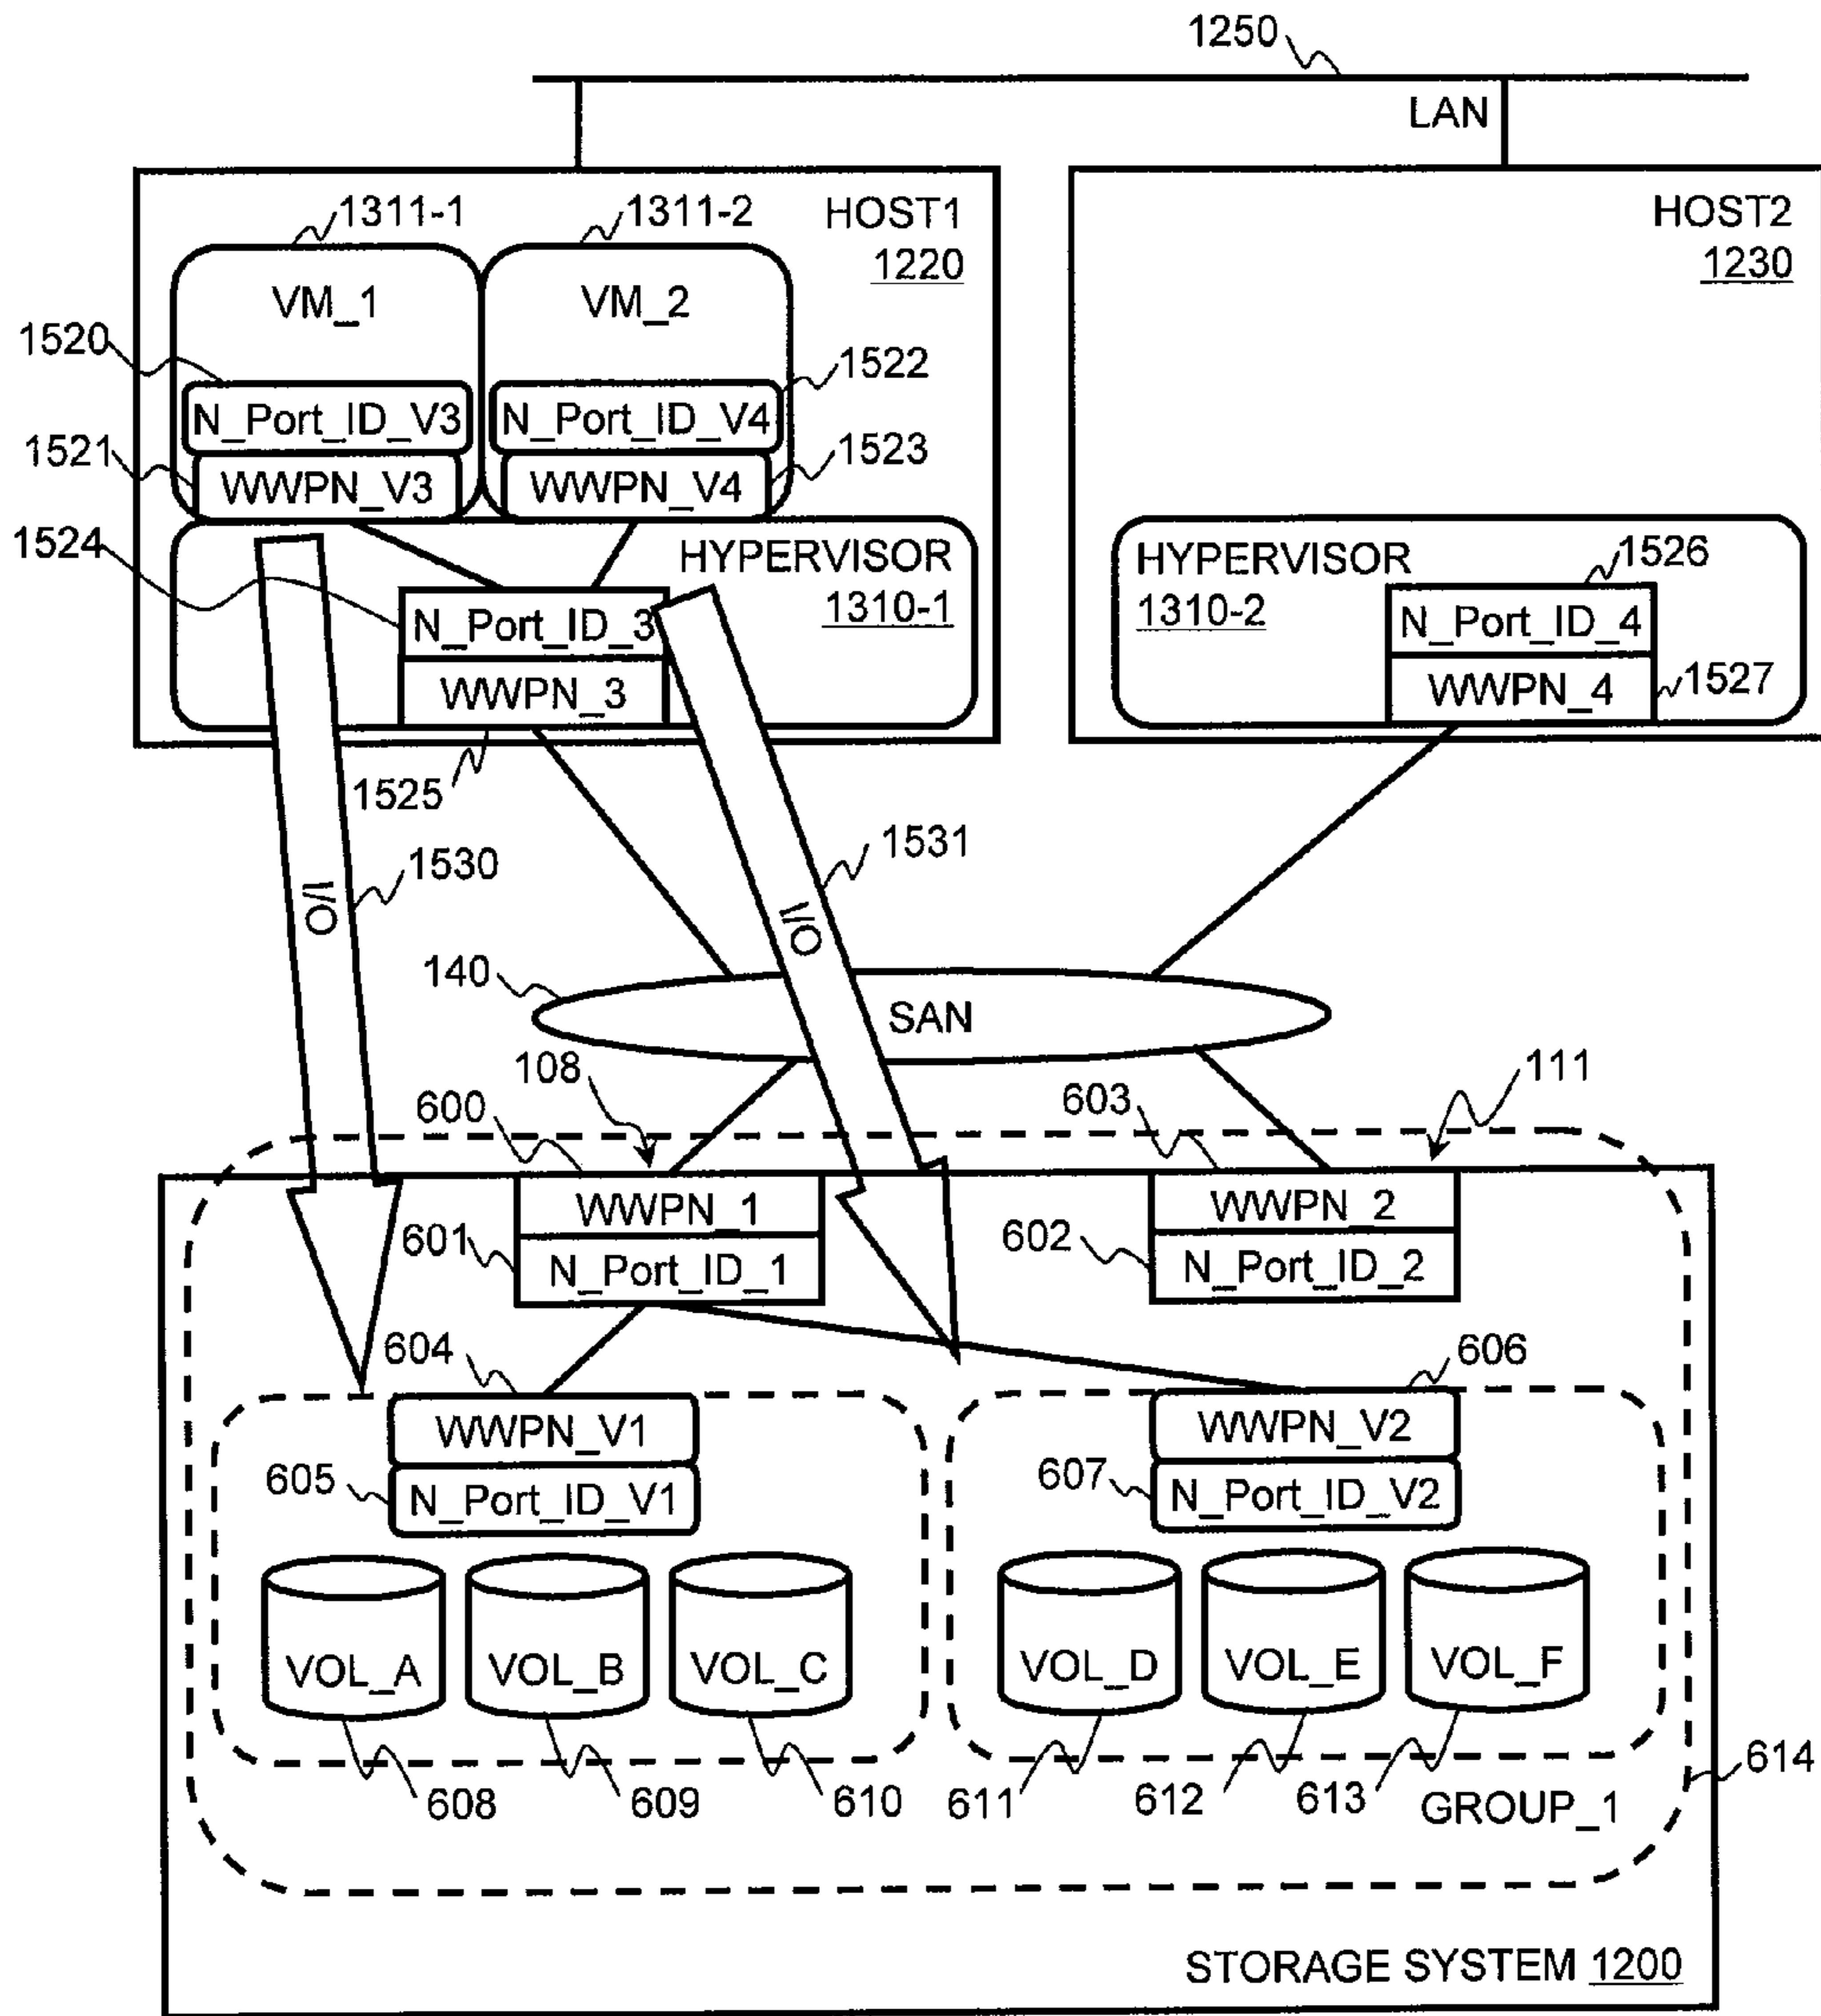 1250
LAN
1311-1
1311-2
HOST1
1220
HOST2
1230
VM_1
VM_2
1520
1522
N_Port_ID_V3
N_Port_ID_V4
1521
1523
WWPN_V3
WWPN_V4
1524
HYPERVISOR
1310-1
HYPERVISOR
1310-2
1526
N_Port_ID_3
N_Port_ID_4
WWPN_3
WWPN_4
1527
1525
1530
1531
I/O
I/O
140
SAN
108
111
600
603
WWPN_1
WWPN_2
601
602
N_Port_ID_1
N_Port_ID_2
604
606
WWPN_V1
WWPN_V2
605
607
N_Port_ID_V1
N_Port_ID_V2
VOL_A
VOL_B
VOL_C
VOL_D
VOL_E
VOL_F
608
609
610
611
612
613
614
GROUP_1
STORAGE SYSTEM 1200